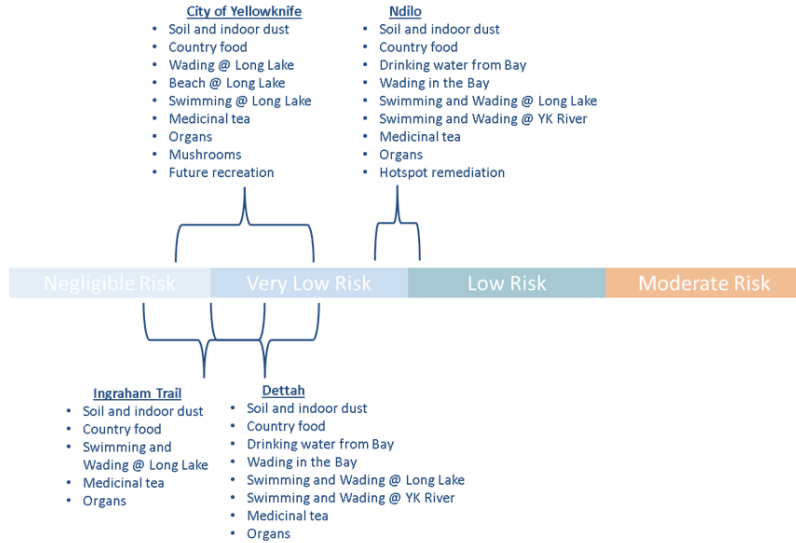 City of Yellowknife
• Soil and indoor dust
• Country food
• Wading @ Long Lake
• Beach @ Long Lake
• Swimming @ Long Lake
• Medicinal tea
• Organs
• Mushrooms
• Future recreation
Ndilo
• Soil and indoor dust
• Country food
• Drinking water from Bay
• Wading in the Bay
• Swimming and Wading @ Long Lake
• Swimming and Wading @ YK River
• Medicinal tea
• Organs
• Hotspot remediation
Negligible Risk
Very Low Risk
Low Risk
Moderate Risk
Ingraham Trail
• Soil and indoor dust
• Country food
• Swimming and
Wading @ Long Lake
• Medicinal tea
• Organs
Dettah
• Soil and indoor dust
• Country food
• Drinking water from Bay
• Wading in the Bay
• Swimming and Wading @ Long Lake
• Swimming and Wading @ YK River
• Medicinal tea
• Organs